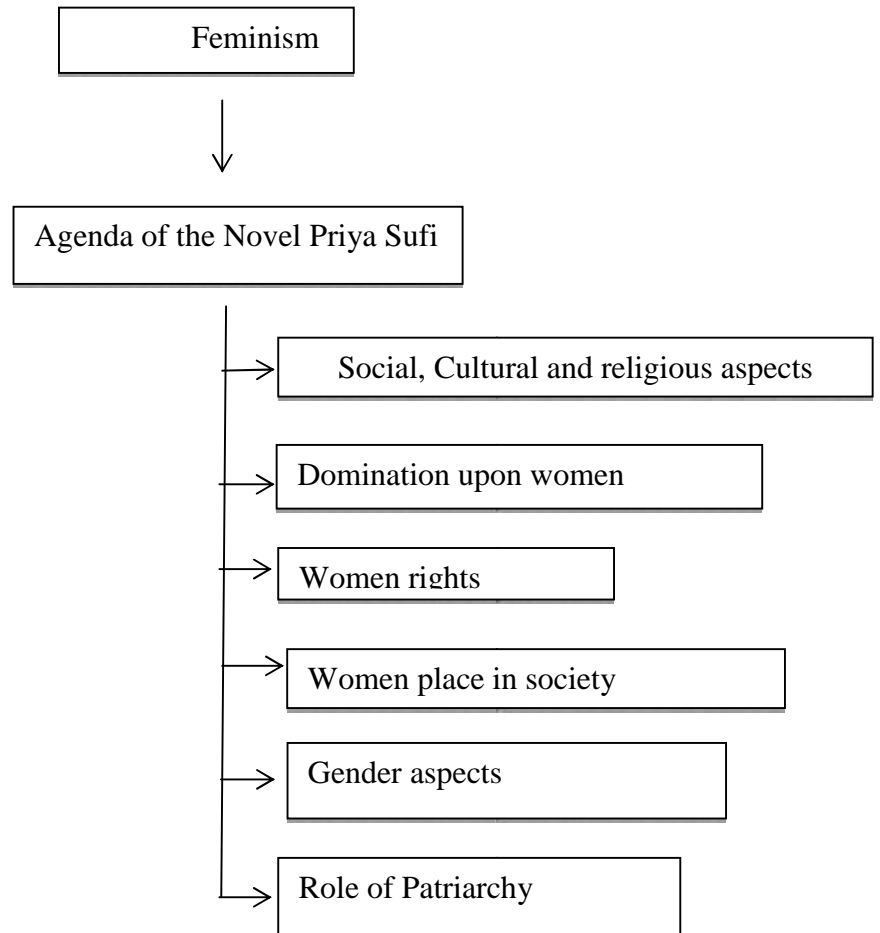 Feminism
Agenda of the Novel Priya Sufi
Social, Cultural and religious aspects
Domination upon women
Women rights
Women place in society
Gender aspects
Role of Patriarchy